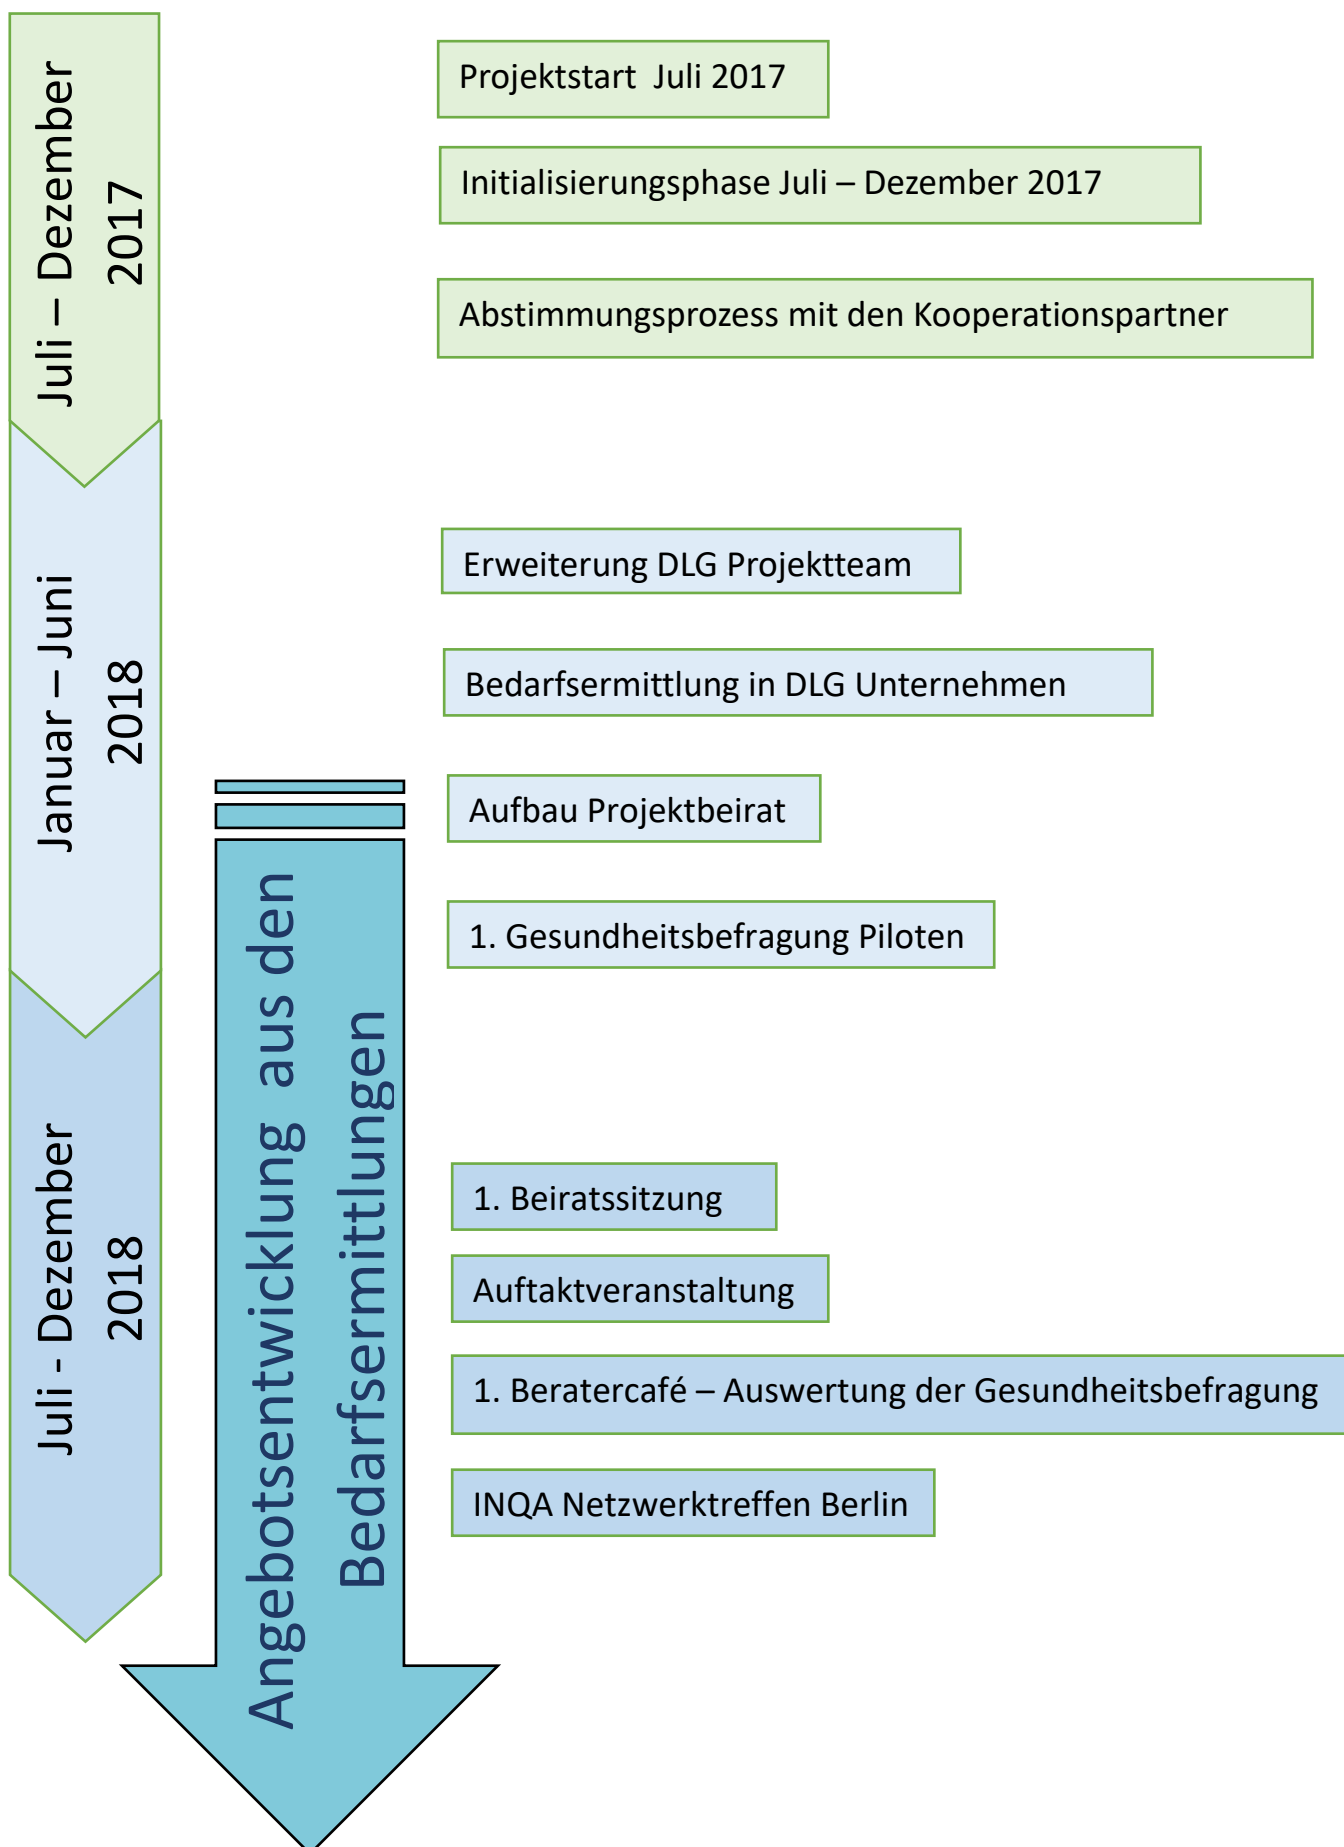 Juli – Dezember
2017
Projektstart  Juli 2017
Initialisierungsphase Juli – Dezember 2017
Abstimmungsprozess mit den Kooperationspartner
Januar – Juni
2018
Erweiterung DLG Projektteam
Bedarfsermittlung in DLG Unternehmen
Aufbau Projektbeirat
1. Gesundheitsbefragung Piloten
Angebotsentwicklung  aus den
Bedarfsermittlungen
Juli - Dezember
2018
1. Beiratssitzung
Auftaktveranstaltung
1. Beratercafé – Auswertung der Gesundheitsbefragung
INQA Netzwerktreffen Berlin